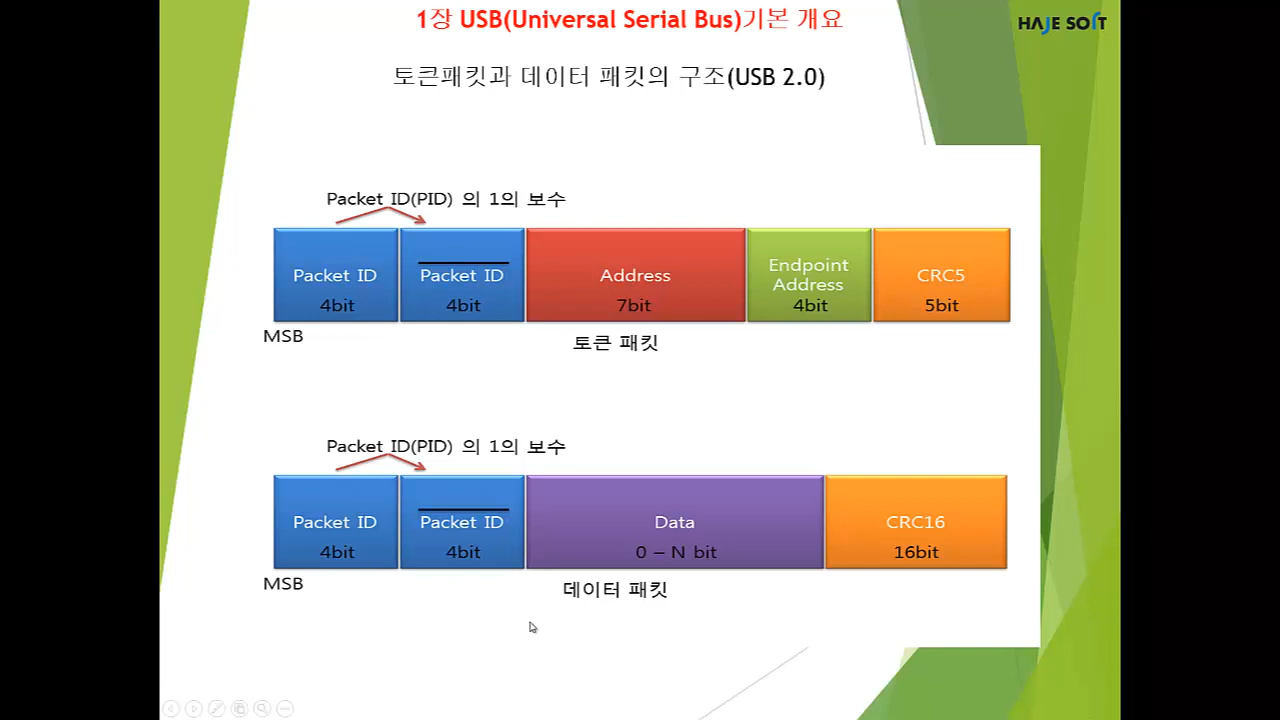 1장 USB(Universal Serial Bus)기본 개요
HAJE SOFT
토큰패킷과 데이터 패킷의 구조(USB 2.0)
Packet ID(PID) 의 1의 보수
Packet ID
4bit
Packet ID
4bit
Address
7bit
Endpoint
Address
4bit
CRC5
5bit
MSB
토큰 패킷
Packet ID(PID) 의 1의 보수
Packet ID
4bit
Packet ID
4bit
Data
0 – N bit
CRC16
16bit
MSB
데이터 패킷